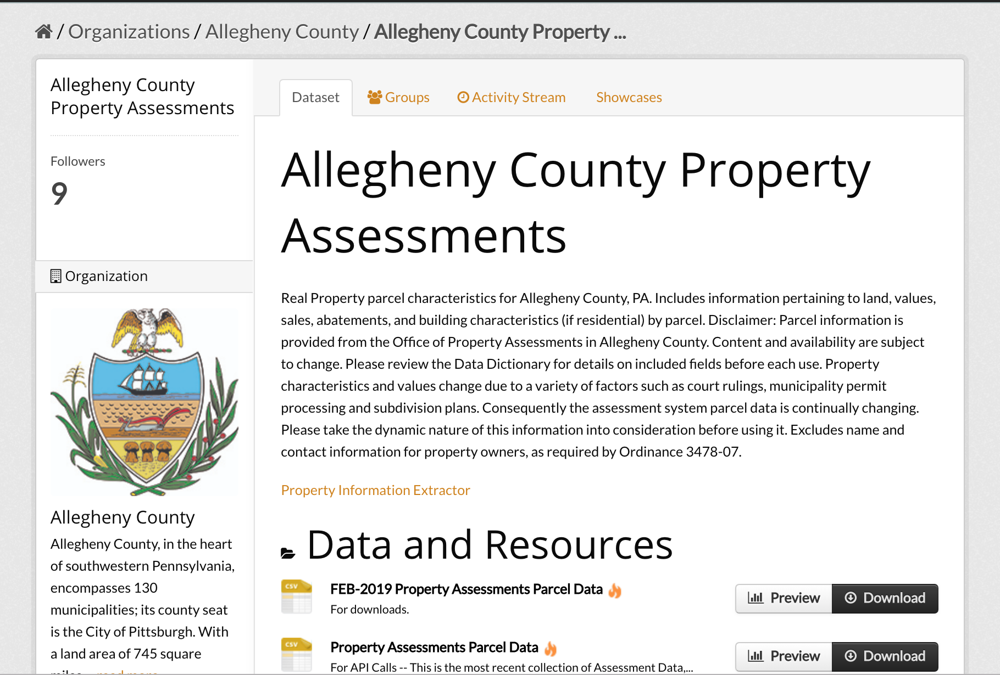 / Organizations / Allegheny County / Allegheny County Property ...
Allegheny County
Property Assessments
Followers
9
Organization
Allegheny County
Allegheny County, in the heart
of southwestern Pennsylvania,
encompasses 130
municipalities; its county seat
is the City of Pittsburgh. With
a land area of 745 square
Dataset
Groups
Activity Stream
Showcases
Allegheny County Property
Assessments
Real Property parcel characteristics for Allegheny County, PA. Includes information pertaining to land, values,
sales, abatements, and building characteristics (if residential) by parcel. Disclaimer: Parcel information is
provided from the Office of Property Assessments in Allegheny County. Content and availability are subject
to change. Please review the Data Dictionary for details on included fields before each use. Property
characteristics and values change due to a variety of factors such as court rulings, municipality permit
processing and subdivision plans. Consequently the assessment system parcel data is continually changing.
Please take the dynamic nature of this information into consideration before using it. Excludes name and
contact information for property owners, as required by Ordinance 3478-07.
Property Information Extractor
Data and Resources
CSV
FEB-2019 Property Assessments Parcel Data
For downloads.
Preview
Download
CSV
Property Assessments Parcel Data
For API Calls -- This is the most recent collection of Assessment Data,...
Preview
Download